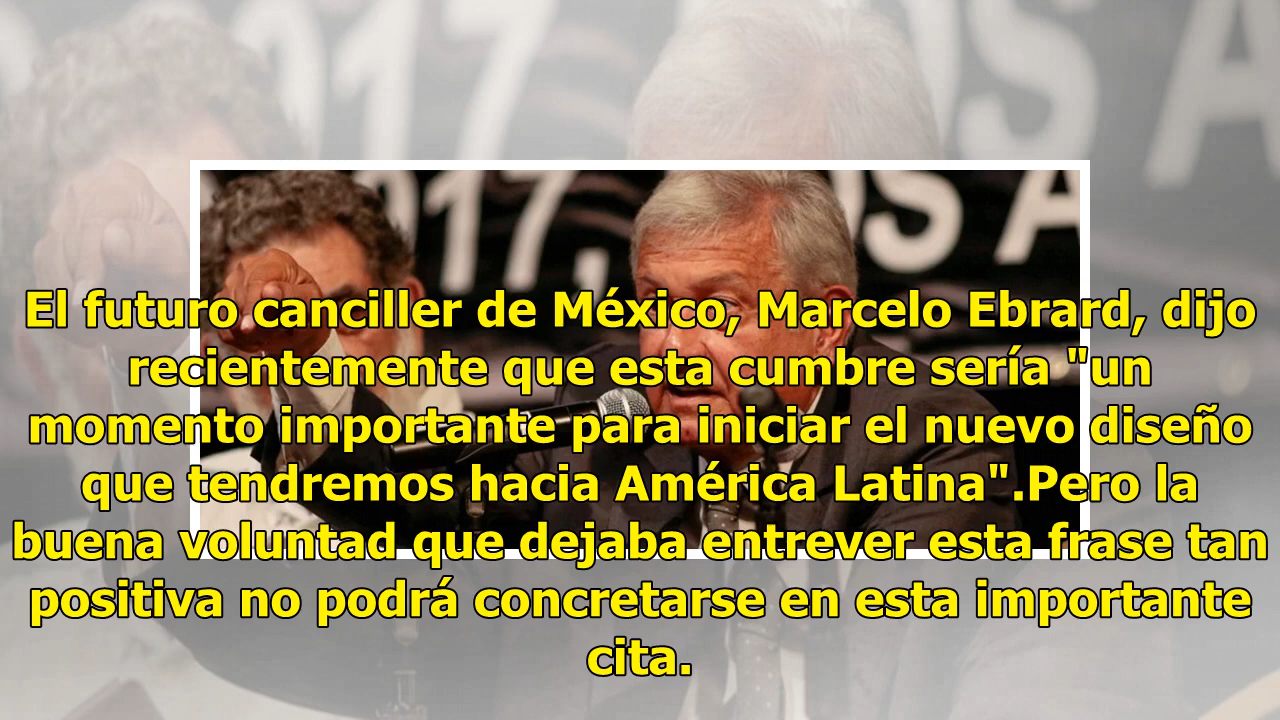 017, OS A
El futuro canciller de México, Marcelo Ebrard, dijo
recientemente que esta cumbre sería "un
momento importante para iniciar el nuevo diseño
que tendremos hacia América Latina".Pero la
buena voluntad que dejaba entrever esta frase tan
positiva no podrá concretarse en esta importante
cita.